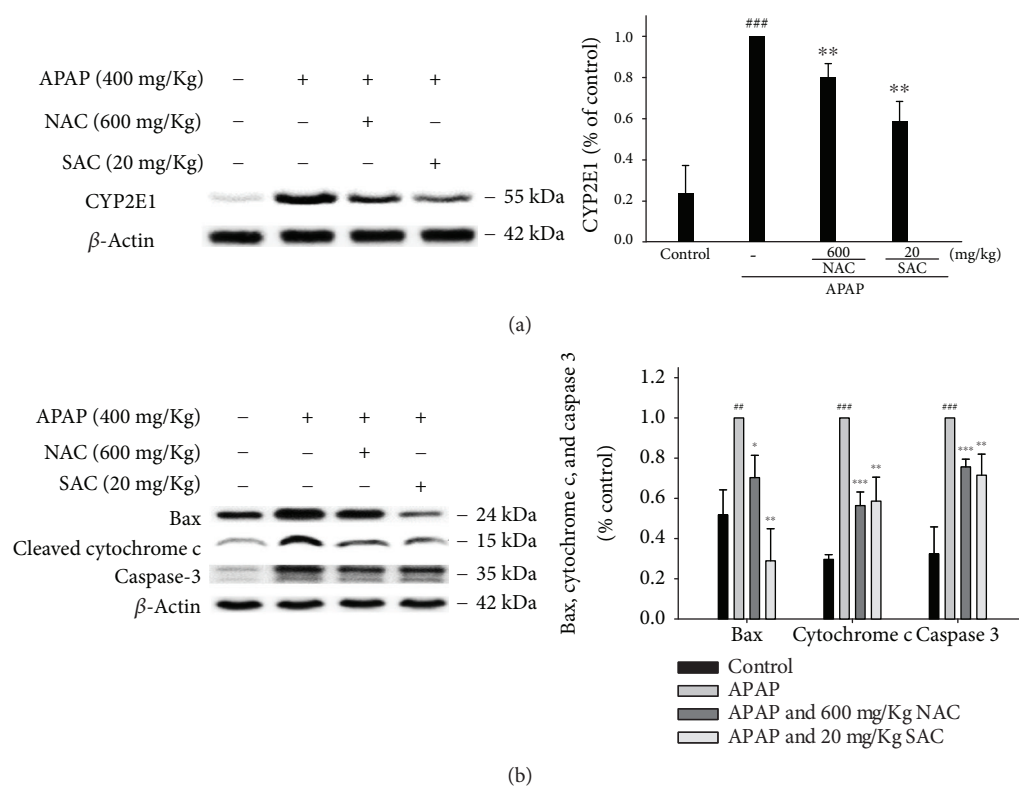 APAP (400 mg/Kg) – + + +
NAC (600 mg/Kg) – – + –
SAC (20 mg/Kg) – – – +
CYP2E1 – 55 kDa
β-Actin – 42 kDa
CYP2E1 (% of control)
1.0
0.8
0.6
0.4
0.2
0.0
###
**
**
Control - 600 20 (mg/kg)
NAC SAC
APAP
(a)
APAP (400 mg/Kg) – + + +
NAC (600 mg/Kg) – – + –
SAC (20 mg/Kg) – – – +
Bax – 24 kDa
Cleaved cytochrome c – 15 kDa
Caspase-3 – 35 kDa
β-Actin – 42 kDa
Bax, cytochrome c, and caspase 3
(% control)
1.2
1.0
0.8
0.6
0.4
0.2
0.0
## ### ###
* ** *** ** *** **
Bax Cytochrome c Caspase 3
Control
APAP
APAP and 600 mg/Kg NAC
APAP and 20 mg/Kg SAC
(b)